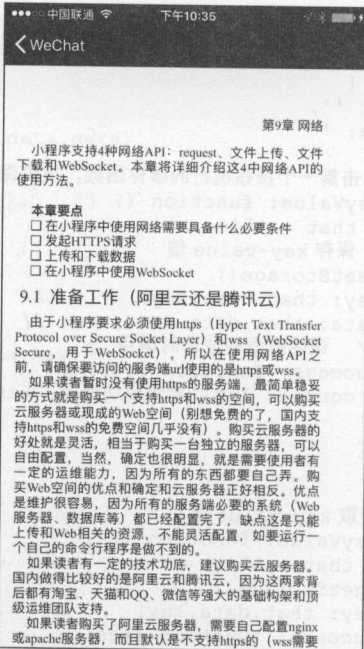 中国联通 下午10:35
WeChat
第9章 网络
小程序支持4种网络API：request、文件上传、文件
下载和WebSocket。本章将详细介绍这4中网络API的
使用方法。
本章要点
□ 在小程序中使用网络需要具备什么必要条件
□ 发起HTTPS请求
□ 上传和下载数据
□ 在小程序中使用WebSocket
9.1 准备工作（阿里云还是腾讯云）
由于小程序要求必须使用https（Hyper Text Transfer
Protocol over Secure Socket Layer）和wss（WebSocket
Secure，用于WebSocket），所以在使用网络API之
前，请确保要访问的服务端url使用的是https或wss。
如果读者暂时没有使用https的服务端，最简单稳妥
的方式就是购买一个支持https和wss的空间，可以购买
云服务器或现成的Web空间（别想免费的了，国内支
持https和wss的免费空间几乎没有）。购买云服务器的
好处就是灵活，相当于购买一台独立的服务器，可以
自由配置，当然，确定也很明显，就是需要使用者有
一定的运维能力，因为所有的东西都要自己弄。购
买Web空间的优点和确定和云服务器正好相反。优点
是维护很容易，因为所有的服务端必要的系统（Web
服务器、数据库等）都已经配置完了，缺点这是只能
上传和Web相关的资源，不能灵活配置，如要运行一
个自己的命令行程序是做不到的。
如果读者有一定的技术功底，建议购买云服务器。
国内做得比较好的是阿里云和腾讯云，因为这两家背
后都有淘宝、天猫和QQ、微信等强大的基础构架和顶
级运维团队支持。
如果读者购买了阿里云服务器，需要自己配置nginx
或apache服务器，而且默认是不支持https的（wss需要